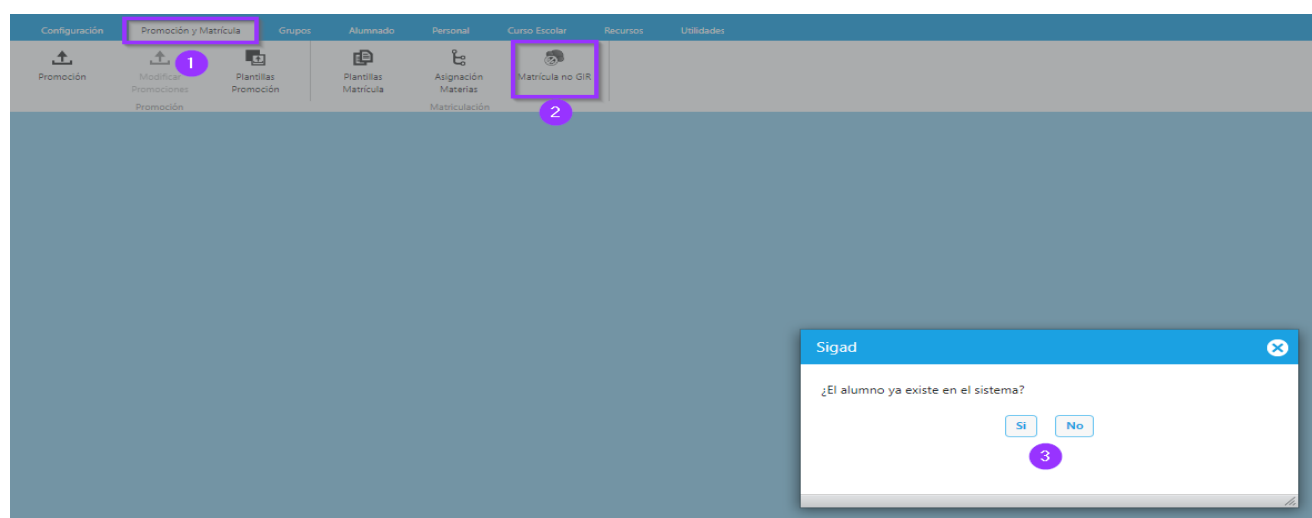 Configuración Promoción y Matrícula Grupos Alumnado Personal Curso Escolar Recursos Utilidades
1
Promoción Modificar Promociones Plantillas Promoción Plantillas Matrícula Asignación Materias Matrícula no GIR
Promoción Matriculación
2
Sigad
¿El alumno ya existe en el sistema?
Si No
3